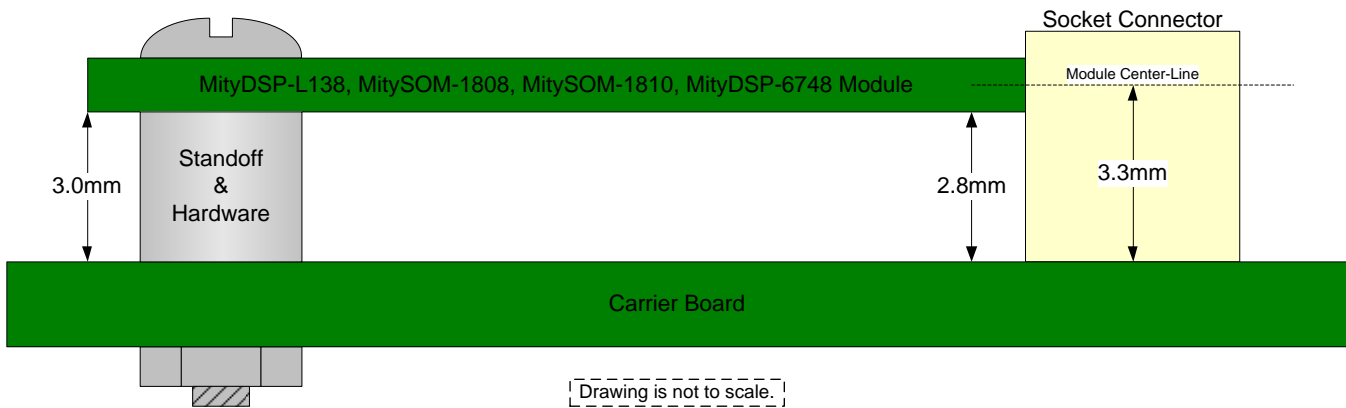 Socket Connector
Module Center-Line
MityDSP-L138, MitySOM-1808, MitySOM-1810, MityDSP-6748 Module
3.0mm
Standoff
&
Hardware
2.8mm
3.3mm
Carrier Board
Drawing is not to scale.